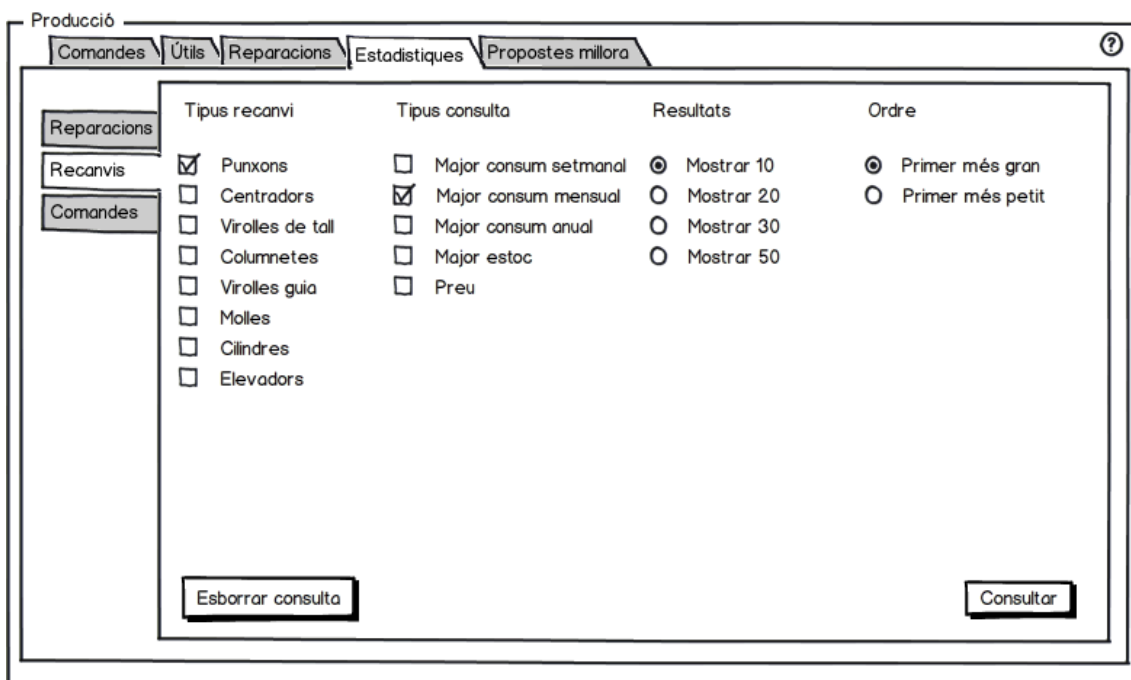 Producció
Comandes Útils Reparacions Estadistiques Propostes millora ?
Reparacions
Recanvis
Comandes
Tipus recanvi Tipus consulta Resultats Ordre
Punxons Major consum setmanal Mostrar 10 Primer més gran
Centradors Major consum mensual Mostrar 20 Primer més petit
Virolles de tall Major consum anual Mostrar 30
Columnetes Major estoc Mostrar 50
Virolles guia Preu
Molles
Cilindres
Elevadors
Esborrar consulta Consultar